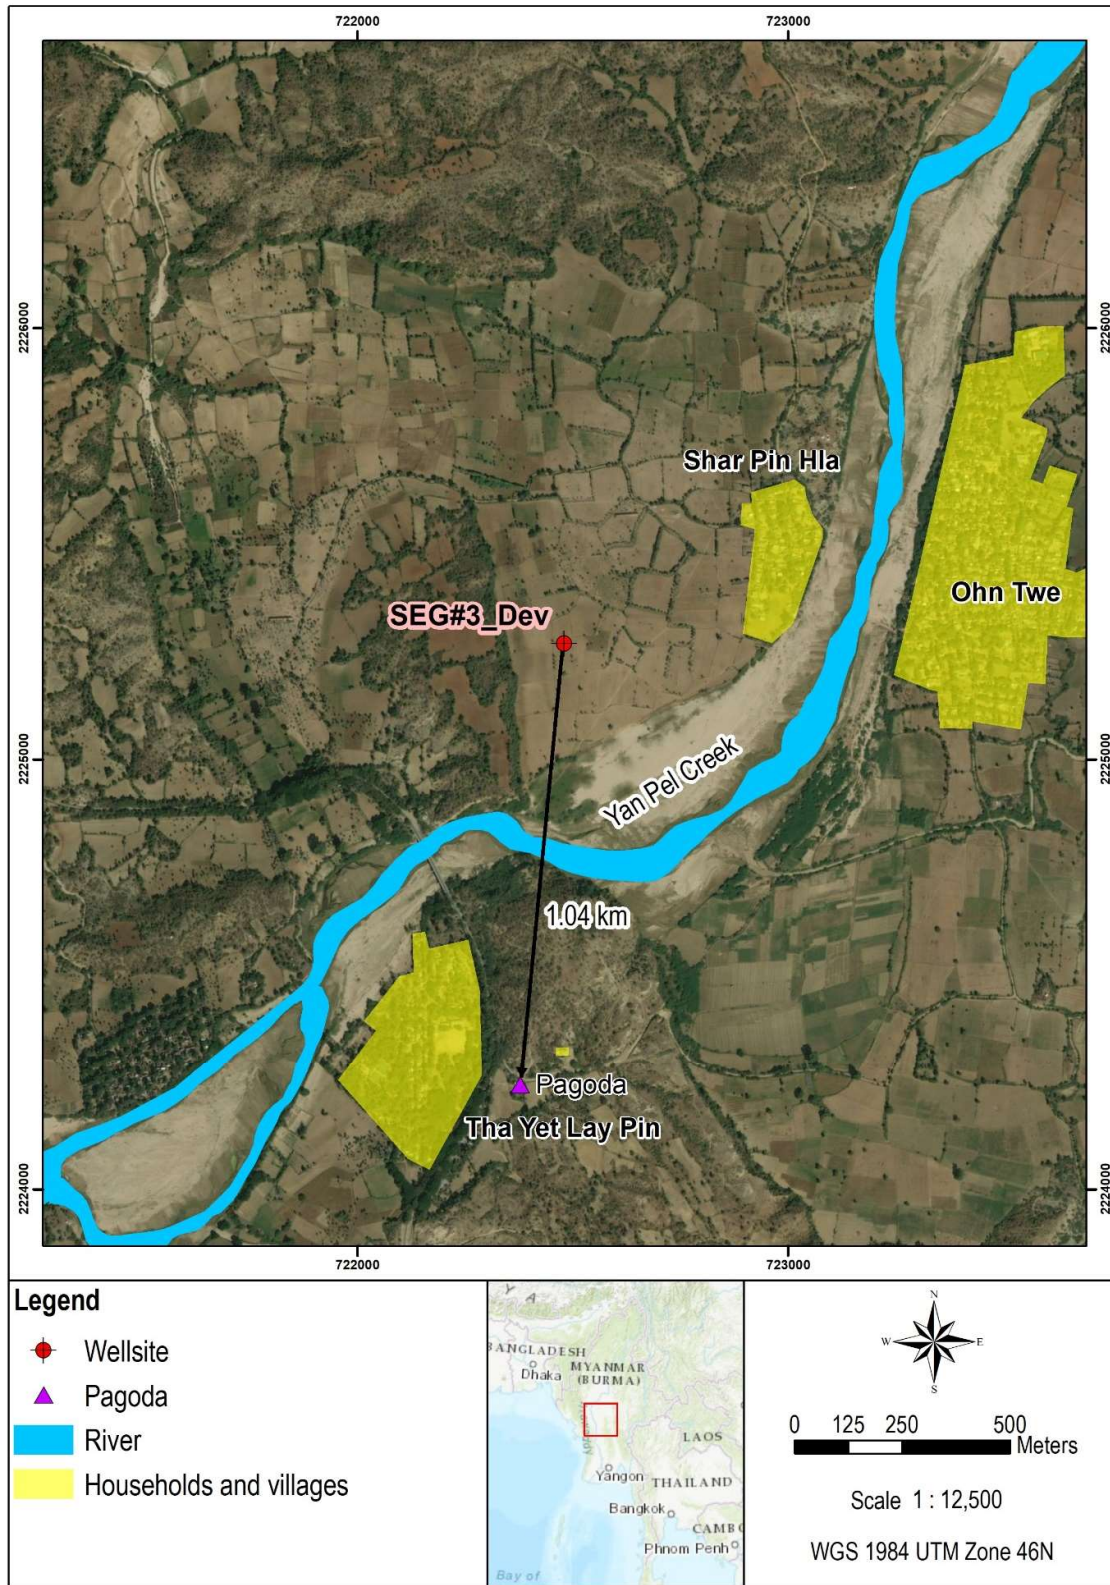 722000
723000
2226000
2226000
Shar Pin Hla
Ohn Twe
SEG#3_Dev
2225000
2225000
Yan Pel Creek
1.04 km
Pagoda
Tha Yet Lay Pin
2224000
2224000
722000
723000
Legend
Wellsite
Pagoda
River
Households and villages
Y A
BANGLADESH
Dhaka
MYANMAR
(BURMA)
LAOS
Yangon
THAILAND
Bangkok
CAMBO
Phnom Penh
Bay of
N
W
E
S
0 125 250 500
Meters
Scale 1 : 12,500
WGS 1984 UTM Zone 46N